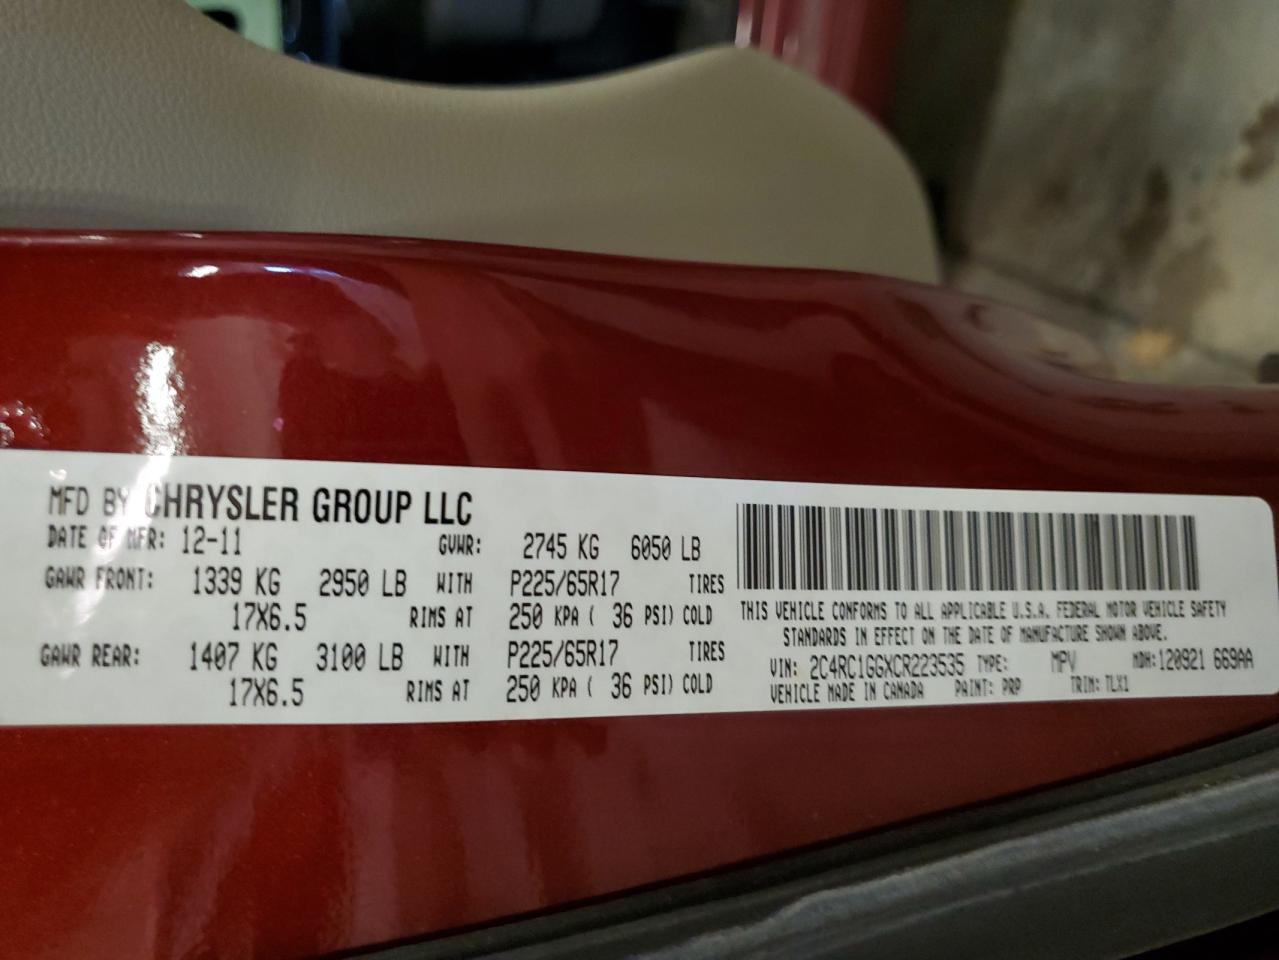 MFD BY CHRYSLER GROUP LLC
DATE OF MFR: 12-11 GVWR: 2745 KG 6050 LB
GAWR FRONT: 1339 KG 2950 LB WITH P225/65R17 TIRES
17X6.5 RIMS AT 250 KPA ( 36 PSI) COLD
GAWR REAR: 1407 KG 3100 LB WITH P225/65R17 TIRES
17X6.5 RIMS AT 250 KPA ( 36 PSI) COLD
THIS VEHICLE CONFORMS TO ALL APPLICABLE U.S.A. FEDERAL MOTOR VEHICLE SAFETY
STANDARDS IN EFFECT ON THE DATE OF MANUFACTURE SHOWN ABOVE.
VIN: 2C4RC1GGXCR223535 TYPE: MPV MDH:120921 669AA
VEHICLE MADE IN CANADA PAINT: PRP TRIM: TLX1